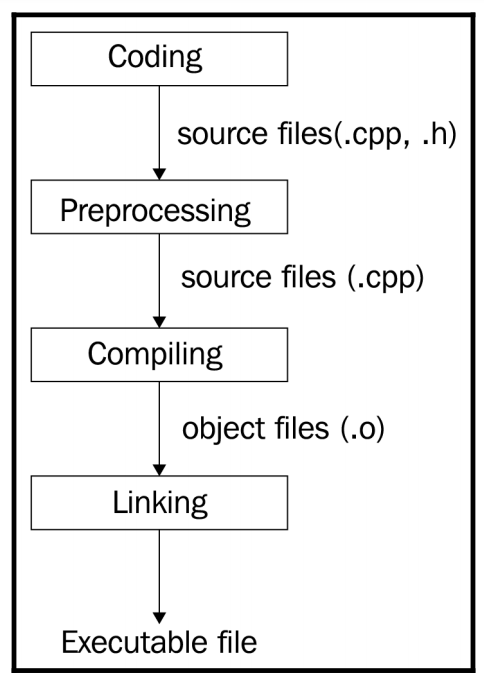 Coding
source files(.cpp, .h)
Preprocessing
source files (.cpp)
Compiling
object files (.o)
Linking
Executable file